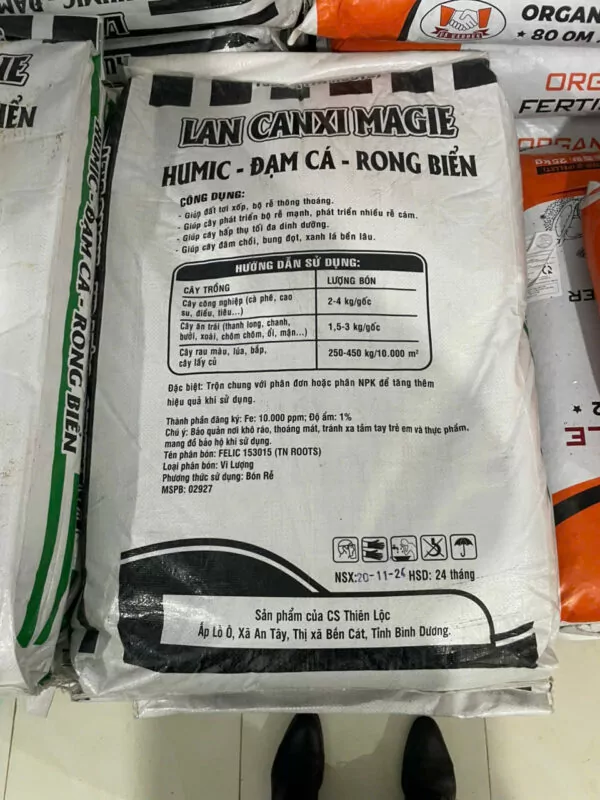 LAN CANXI MAGIE
HUMIC - ĐẠM CÁ - RONG BIỂN
CÔNG DỤNG:
- Giúp đất tơi xốp, bộ rễ thông thoáng.
- Giúp cây phát triển bộ rễ mạnh, phát triển nhiều rễ cám.
- Giúp cây hấp thụ tối đa dinh dưỡng.
- Giúp cây đâm chồi, bung đọt, xanh lá bền lâu.
HƯỚNG DẪN SỬ DỤNG:
CÂY TRỒNG LƯỢNG BÓN
Cây công nghiệp (cà phê, cao
su, điều, tiêu...) 2-4 kg/gốc
Cây ăn trái (thanh long, chanh,
bưởi, xoài, chôm chôm, ổi, mận...) 1,5-3 kg/gốc
Cây rau màu, lúa, bắp,
cây lấy củ 250-450 kg/10.000 m²
Đặc biệt: Trộn chung với phân đơn hoặc phân NPK để tăng thêm
hiệu quả khi sử dụng.
Thành phần đăng ký: Fe: 10.000 ppm; Độ ẩm: 1%
Chú ý: Bảo quản nơi khô ráo, thoáng mát, tránh xa tầm tay trẻ em và thực phẩm,
mang đồ bảo hộ khi sử dụng.
Tên phân bón: FELIC 153015 (TN ROOTS)
Loại phân bón: Vi Lượng
Phương thức sử dụng: Bón Rễ
MSPB: 02927
NSX: 20-11-24 HSD: 24 tháng
Sản phẩm của CS Thiên Lộc
Ấp Lò Ô, Xã An Tây, Thị xã Bến Cát, Tỉnh Bình Dương.
HUMIC - ĐẠM CÁ - RONG BIỂN
ORGAN
★ 80 OM
ORG
FERTI
ORGAN
25kg